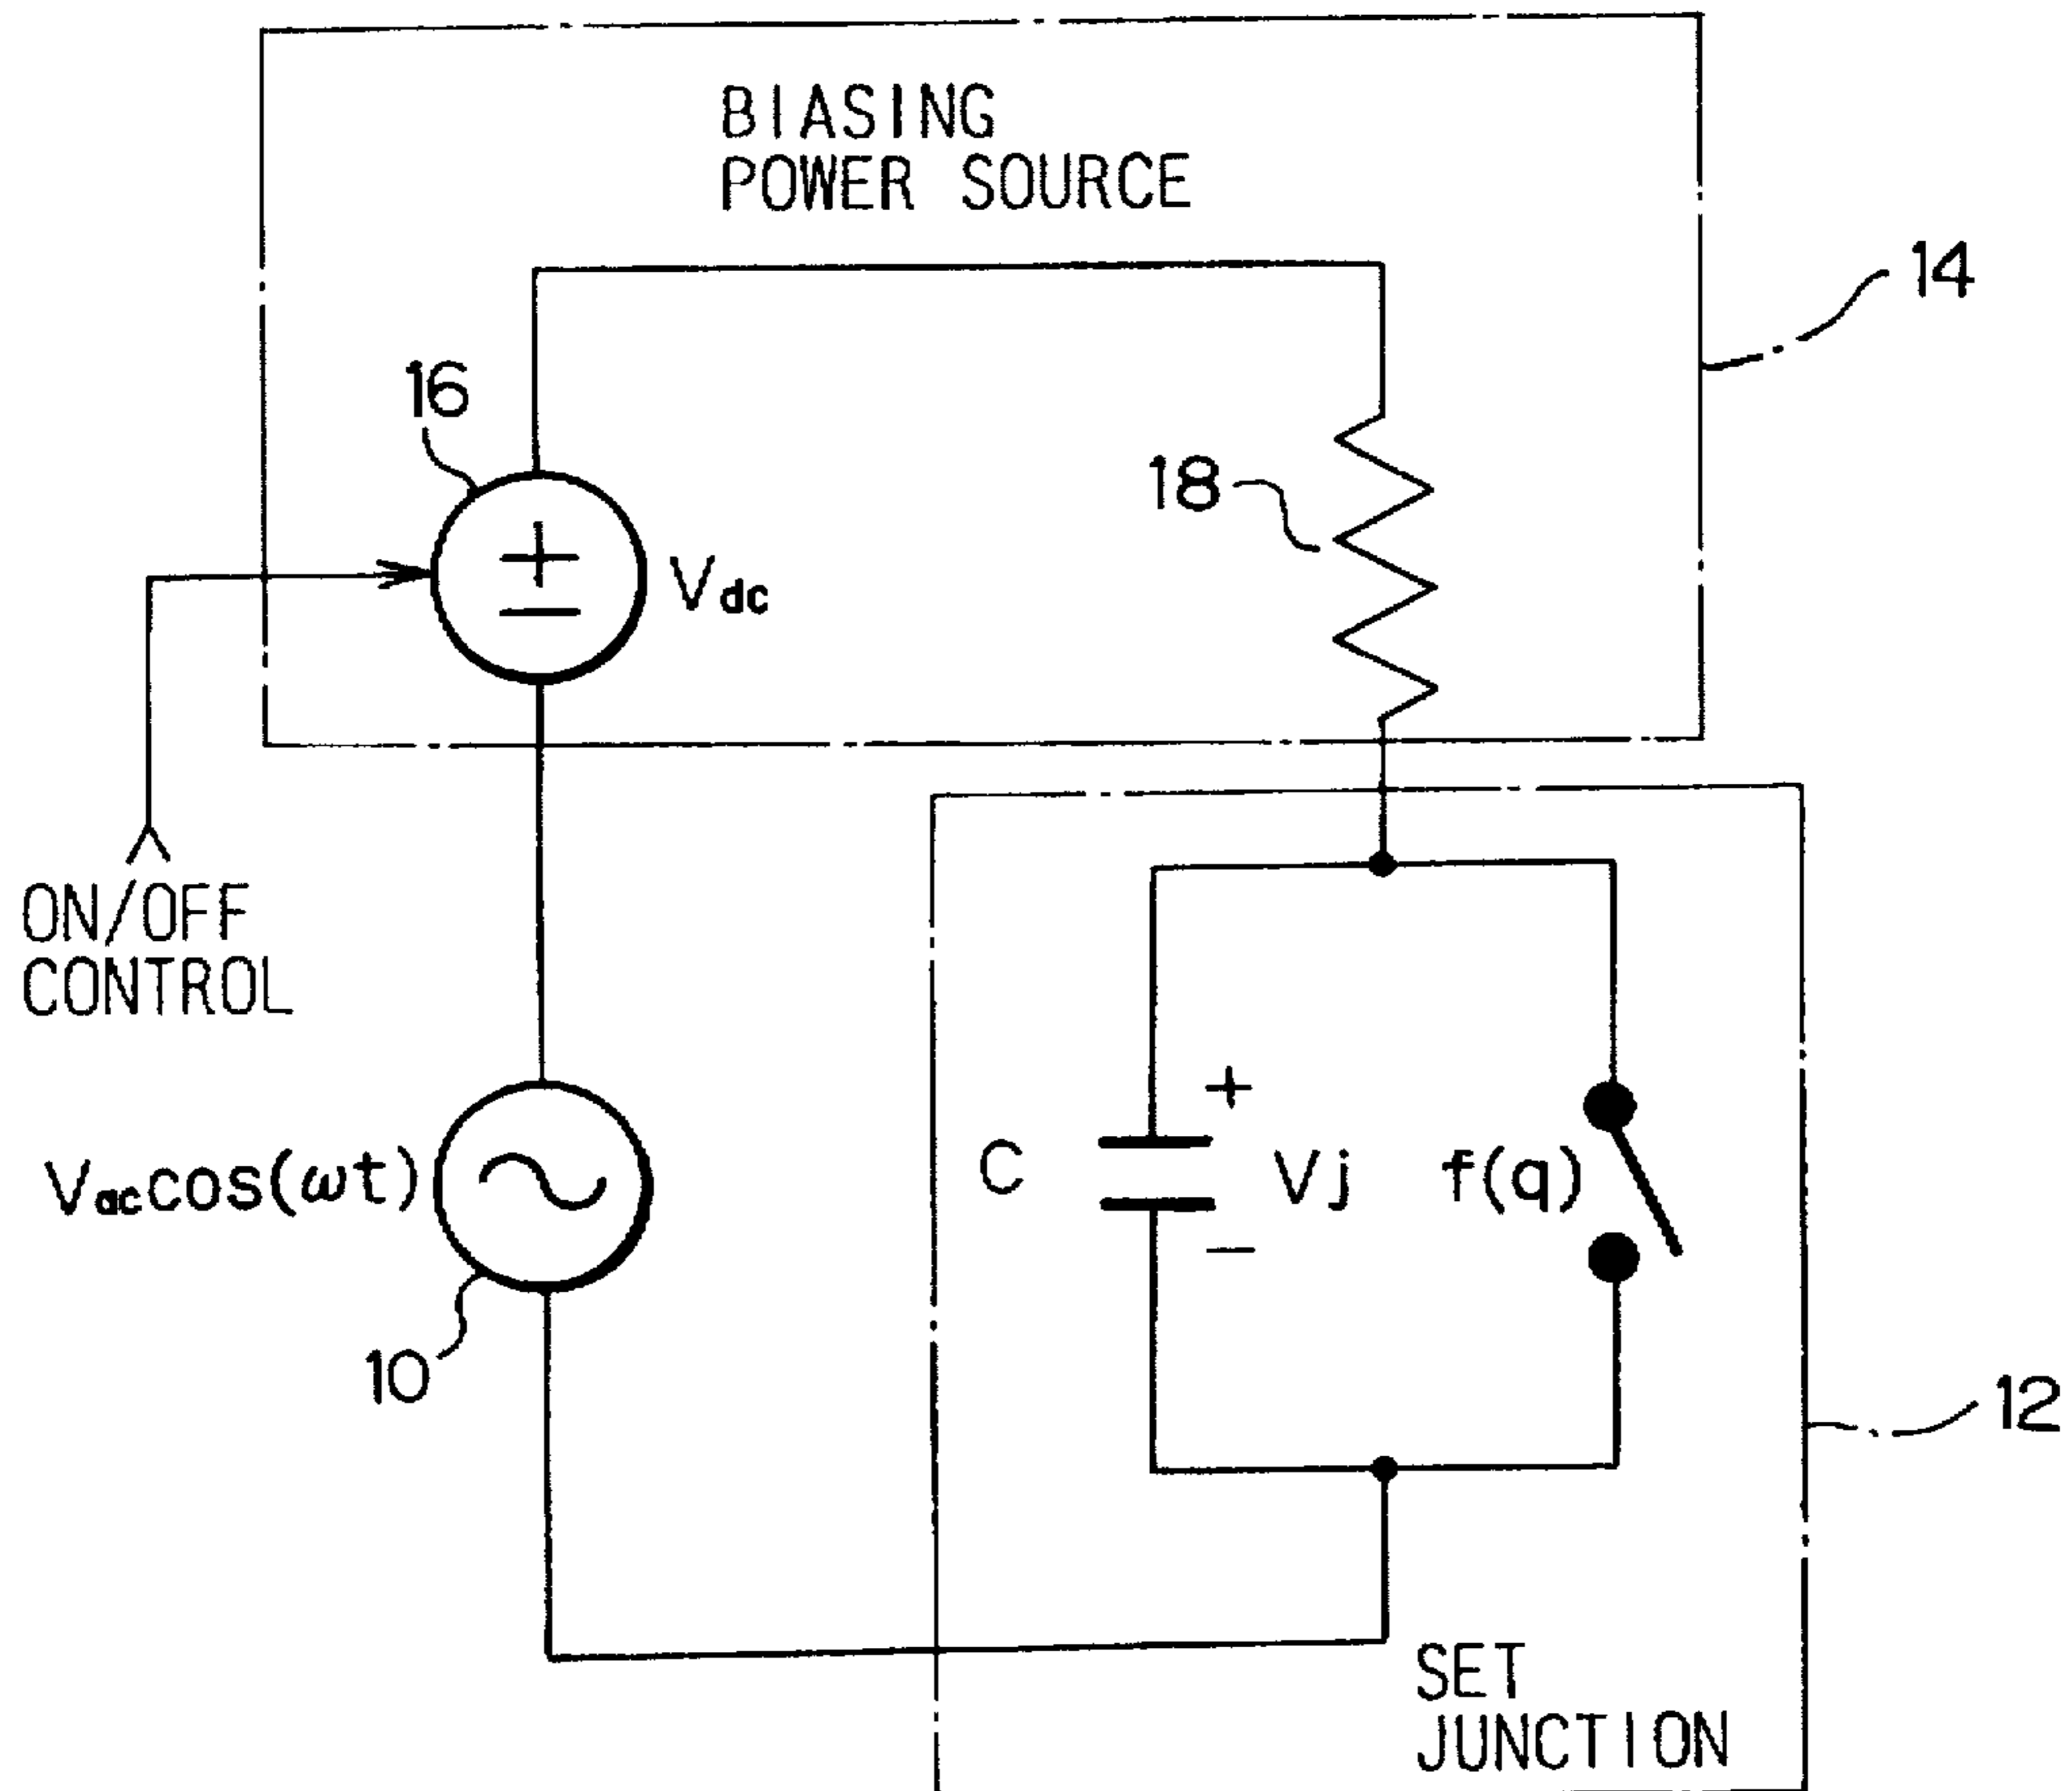 BIASING
POWER SOURCE
14
16
18
+
−
Vdc
ON/OFF
CONTROL
Vaccos(ωt)
10
C
+
Vj
−
f(q)
12
SET
JUNCTION